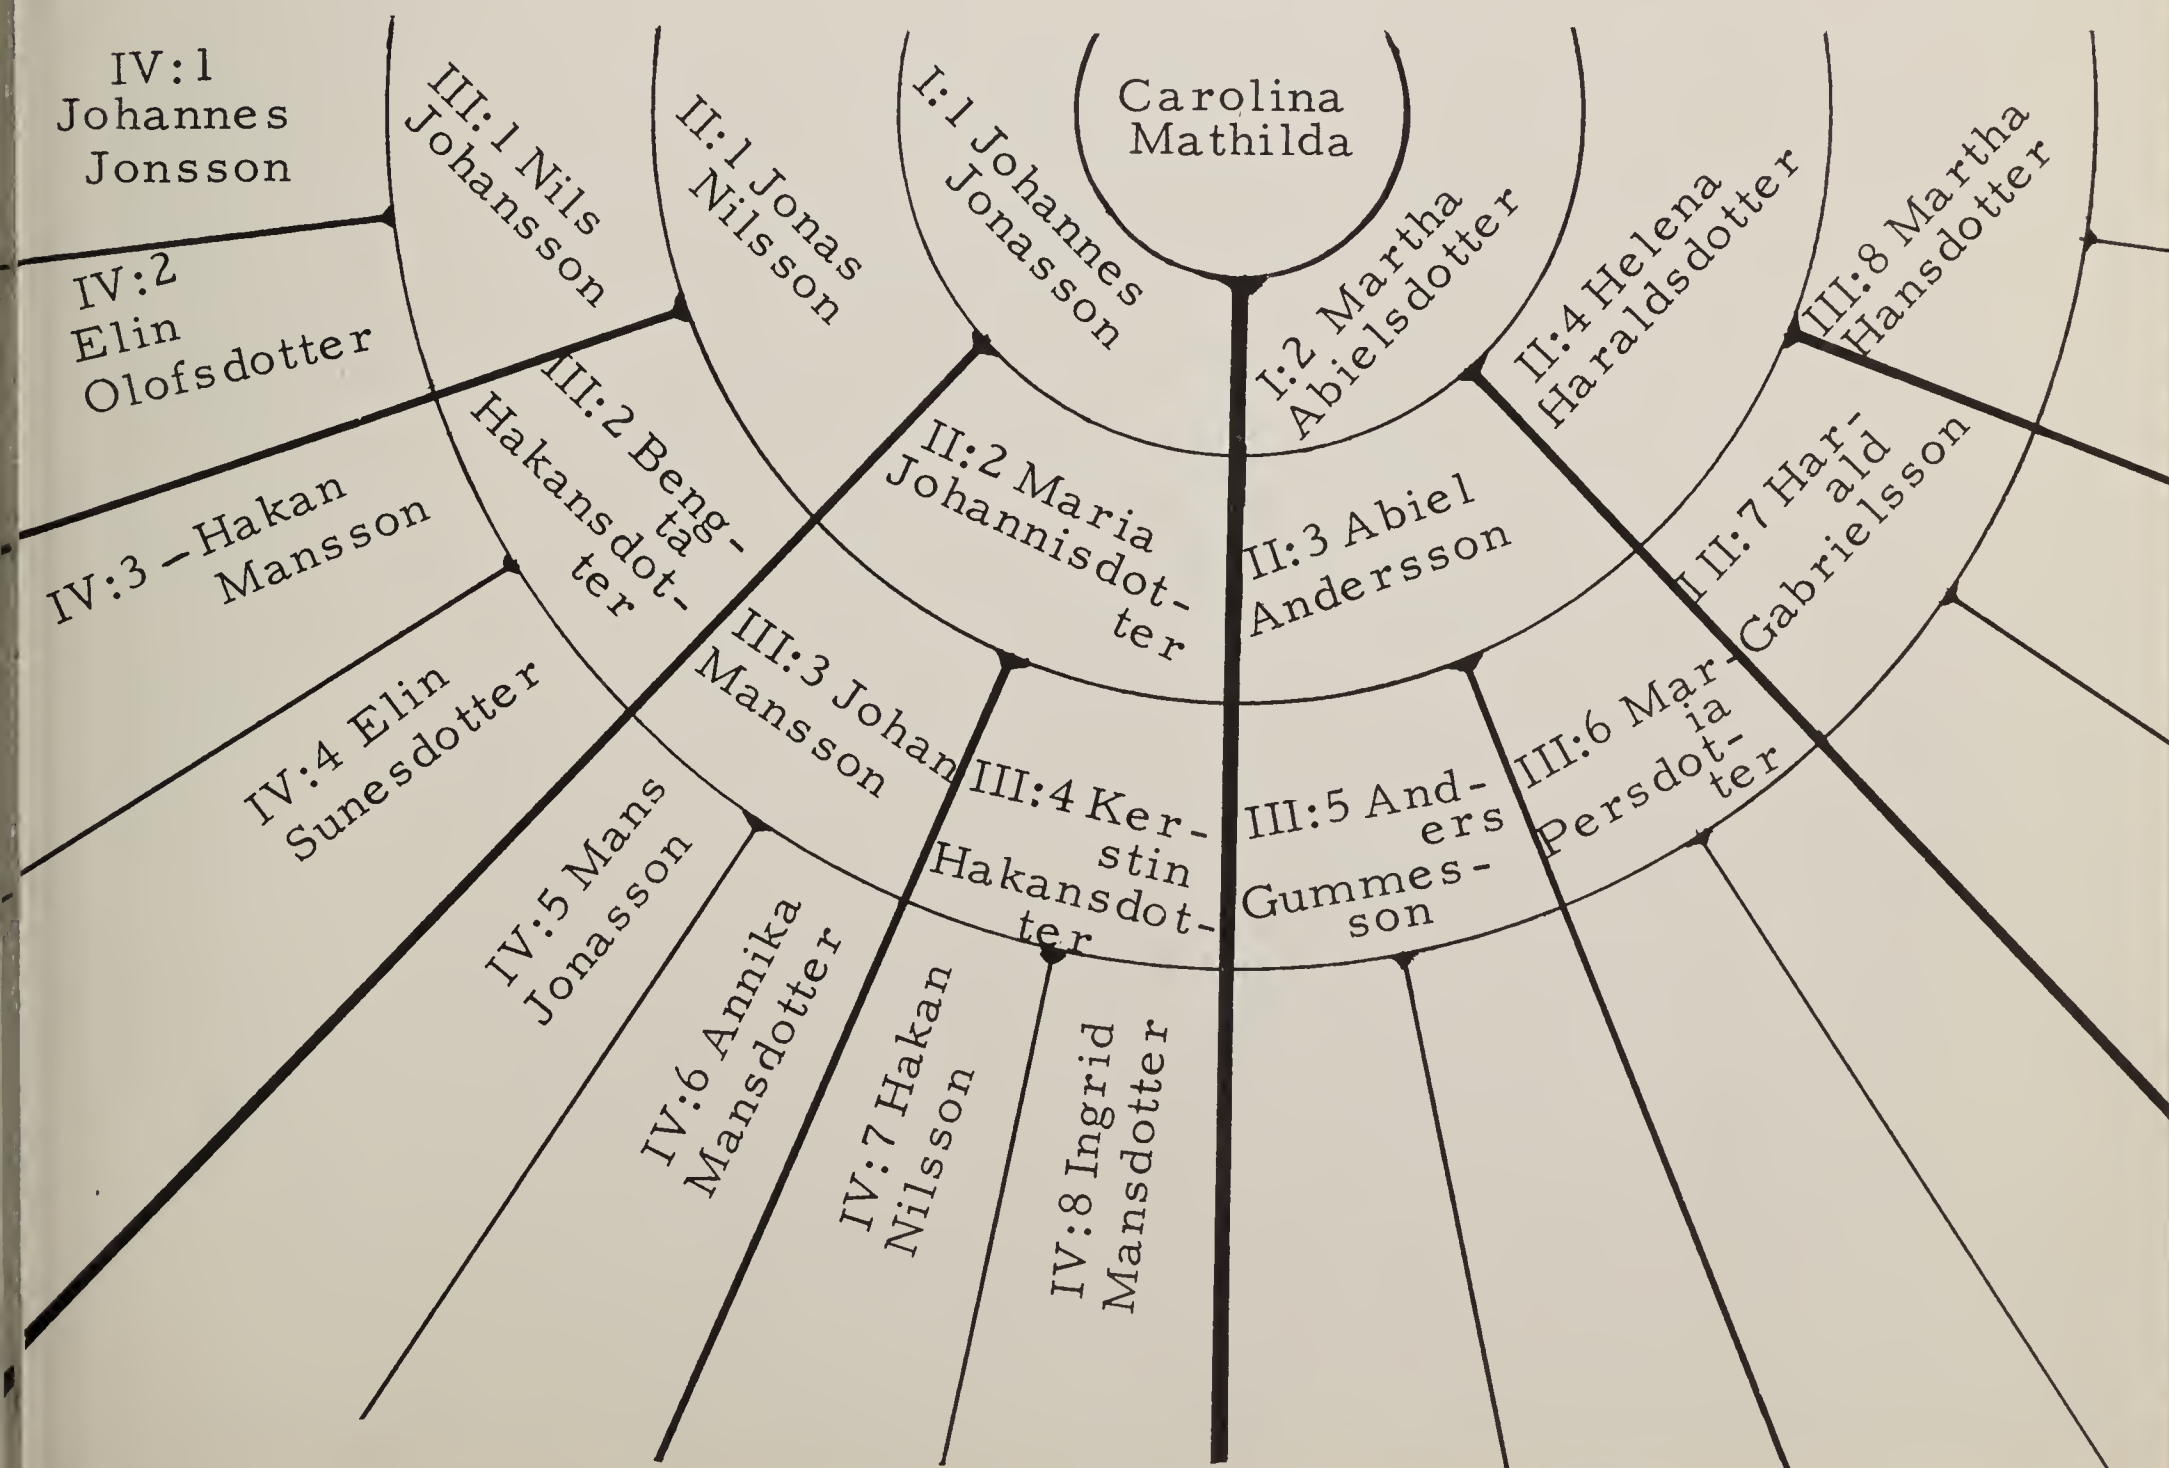 Carolina
Mathilda
I:1 Johannes
Jonasson
I:2 Martha
Abielsdotter
II:1 Jonas
Nilsson
II:2 Maria
Johannisdot-
ter
II:3 Abiel
Andersson
II:4 Helena
Haraldsdotter
III:1 Nils
Johansson
III:2 Beng-
ta
Hakansdot-
ter
III:3 Johan
Mansson
III:4 Ker-
stin
Hakansdot-
ter
III:5 And-
ers
Gummes-
son
III:6 Mar-
ia
Persdot-
ter
III:7 Har-
ald
Gabrielsson
III:8 Martha
Hansdotter
IV:1
Johannes
Jonsson
IV:2
Elin
Olofsdotter
IV:3 – Hakan
Mansson
IV:4 Elin
Sunesdotter
IV:5 Mans
Jonasson
IV:6 Annika
Mansdotter
IV:7 Hakan
Nilsson
IV:8 Ingrid
Mansdotter